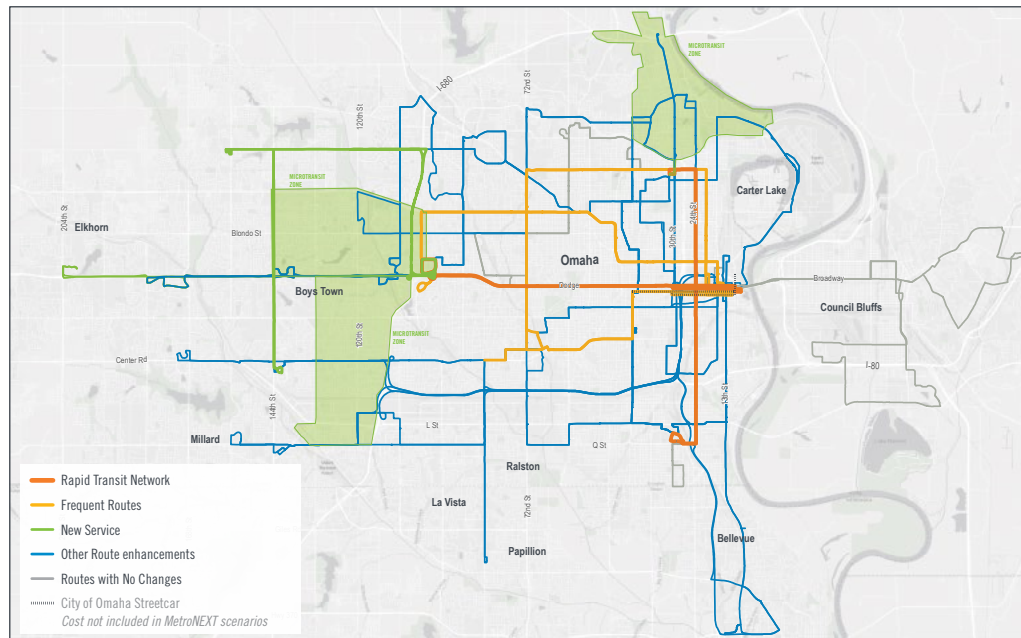 MICROTRANSIT
ZONE
I-680
72nd St
120th St
MICROTRANSIT
ZONE
Carter Lake
204th St
Elkhorn
Blondo St
24th St
30th St
Omaha
Boys Town
Dodge
Broadway
Council Bluffs
MICROTRANSIT
ZONE
120th St
Center Rd
I-80
144th St
13th St
Millard
L St
Q St
Ralston
La Vista
72nd St
Papillion
Bellevue
Rapid Transit Network
Frequent Routes
New Service
Other Route enhancements
Routes with No Changes
City of Omaha Streetcar
Cost not included in MetroNEXT scenarios